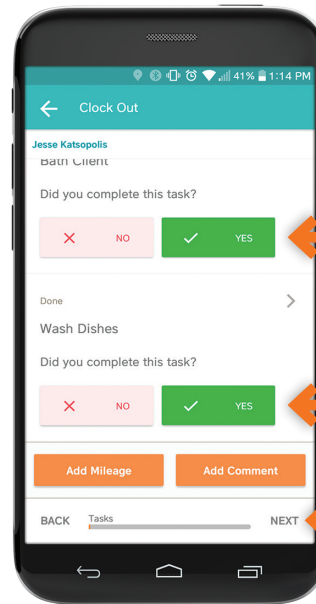 41% 1:14 PM
Clock Out
Jesse Katsopolis
Bath Client
Did you complete this task?
NO YES
Done
Wash Dishes
Did you complete this task?
NO YES
Add Mileage Add Comment
BACK Tasks NEXT